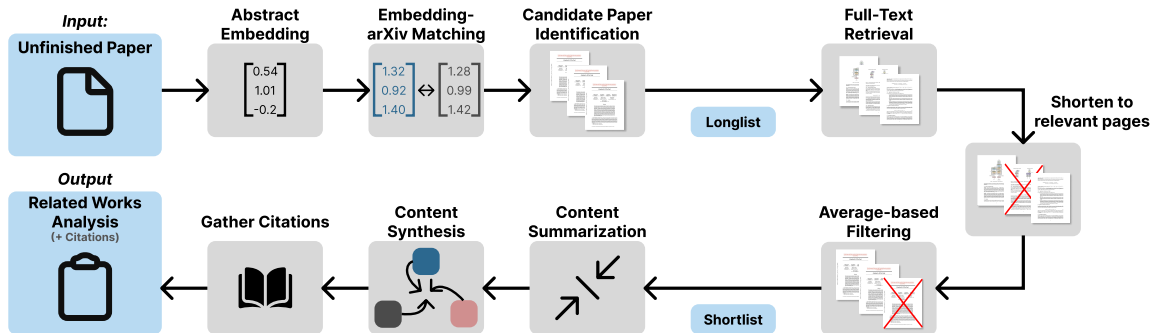 Input:
Unfinished Paper
Abstract
Embedding
0.54
1.01
-0.2
Embedding-
arXiv Matching
1.32
0.92
1.40
1.28
0.99
1.42
Candidate Paper
Identification
Longlist
Full-Text
Retrieval
Shorten to
relevant pages
Average-based
Filtering
Shortlist
Content
Summarization
Content
Synthesis
Gather Citations
Output
Related Works
Analysis
(+ Citations)